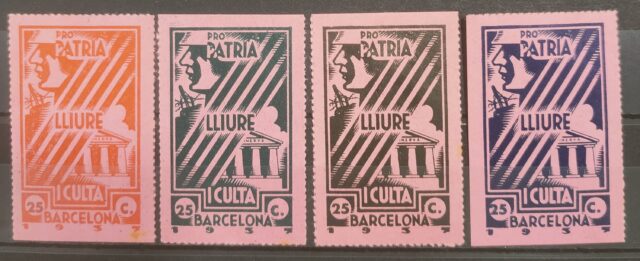 PRO
PATRIA
LLIURE
I CULTA
25 C.
BARCELONA
1937
PRO
PATRIA
LLIURE
I CULTA
25 C.
BARCELONA
1937
PRO
PATRIA
LLIURE
I CULTA
25 C.
BARCELONA
1937
PRO
PATRIA
LLIURE
I CULTA
25 C.
BARCELONA
1937